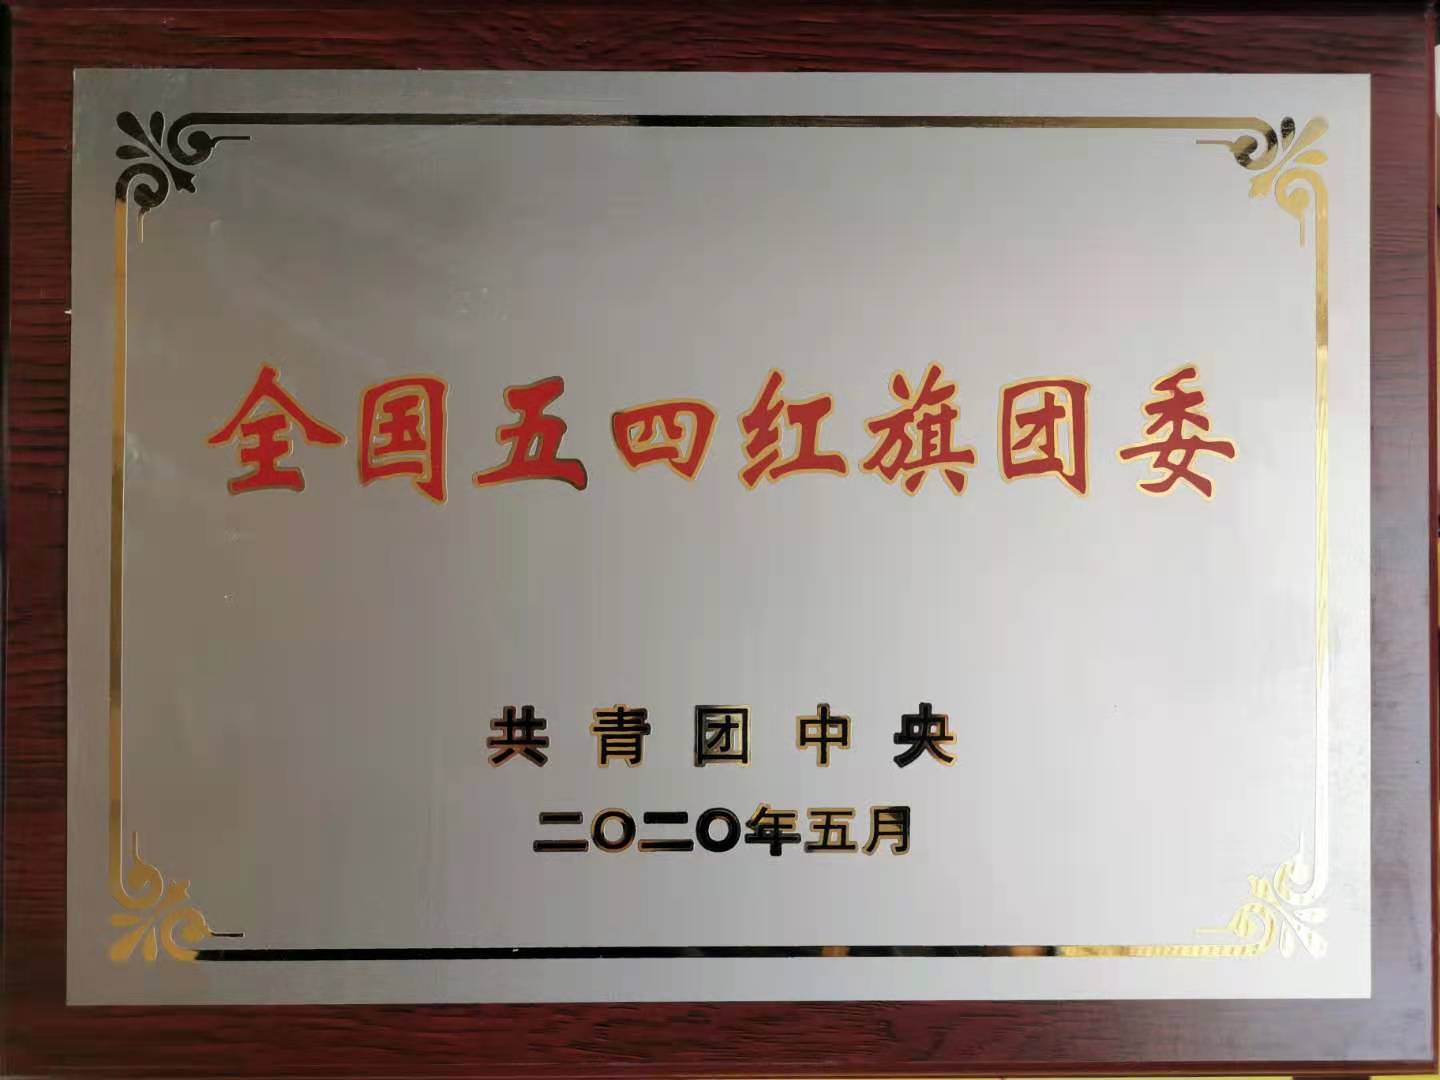 全国五四红旗团委
共青团中央
二〇二〇年五月